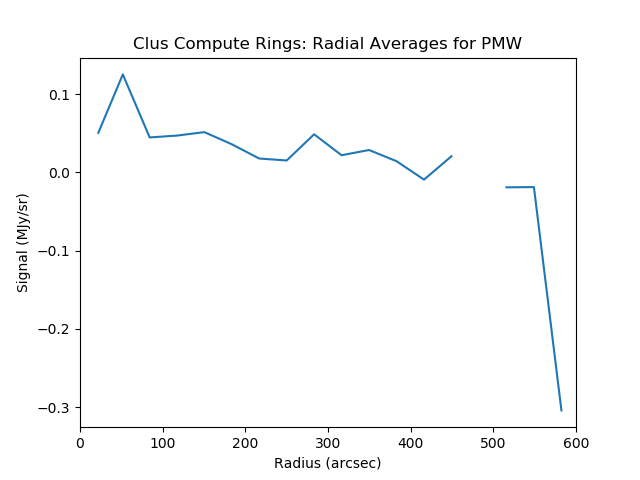 Clus Compute Rings: Radial Averages for PMW
0.1
0.0
−0.1
−0.2
−0.3
Signal (MJy/sr)
0 100 200 300 400 500 600
Radius (arcsec)